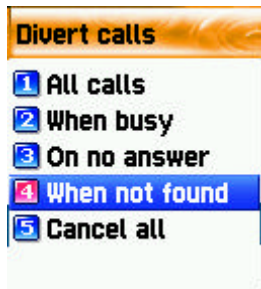 Divert calls
1 All calls
2 When busy
3 On no answer
4 When not found
5 Cancel all